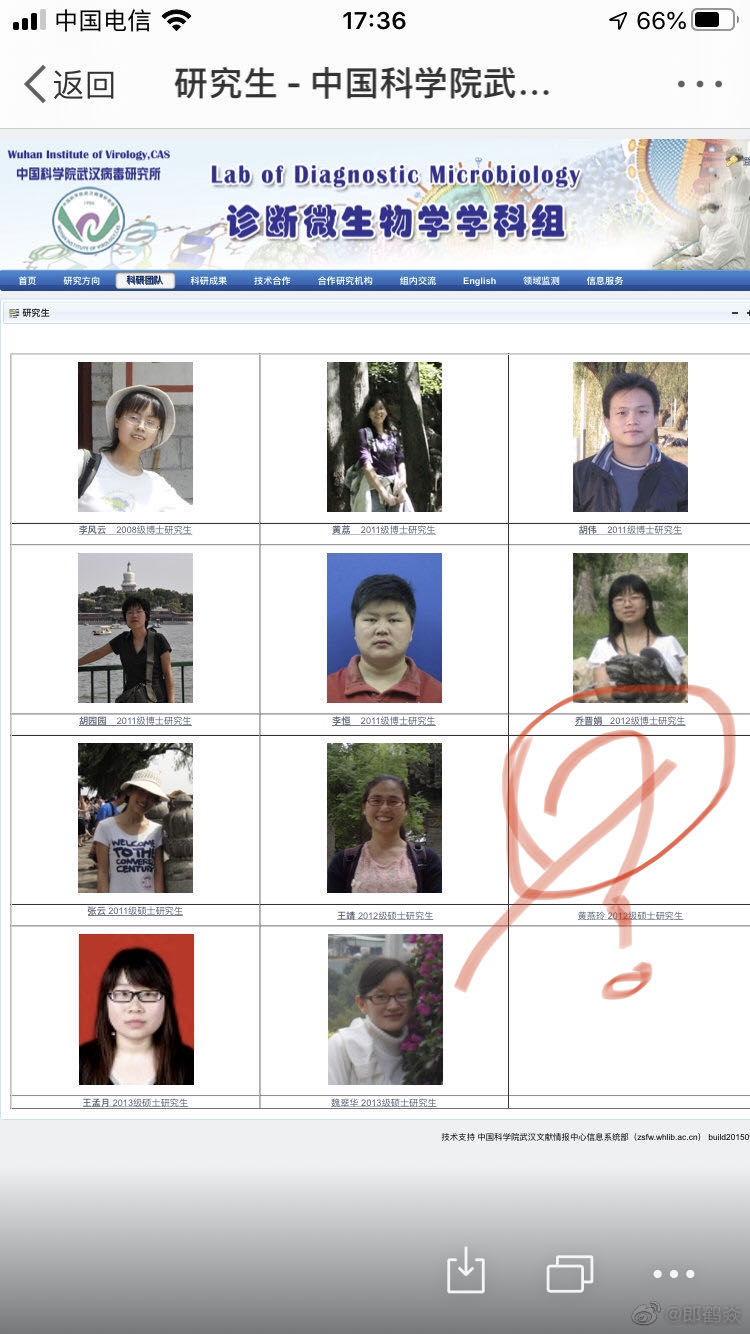 中国电信 17:36 66%
返回 研究生 - 中国科学院武...
Wuhan Institute of Virology,CAS
中国科学院武汉病毒研究所
Lab of Diagnostic Microbiology
诊断微生物学学科组
首页 研究方向 科研团队 科研成果 技术合作 合作研究机构 组内交流 English 领域监测 信息服务
研究生
李风云 2008级博士研究生 黄荔 2011级博士研究生 胡伟 2011级博士研究生
胡园园 2011级博士研究生 李恒 2011级博士研究生 乔晋娟 2012级博士研究生
WELCOME
TO THE
CONVERS
CENTURY
张云 2011级硕士研究生 王靖 2012级硕士研究生 黄燕玲 2012级硕士研究生
?
王孟月 2013级硕士研究生 魏翠华 2013级硕士研究生
技术支持 中国科学院武汉文献情报中心信息系统部（zsfw.whlib.ac.cn） build20150
@郎鹤焱